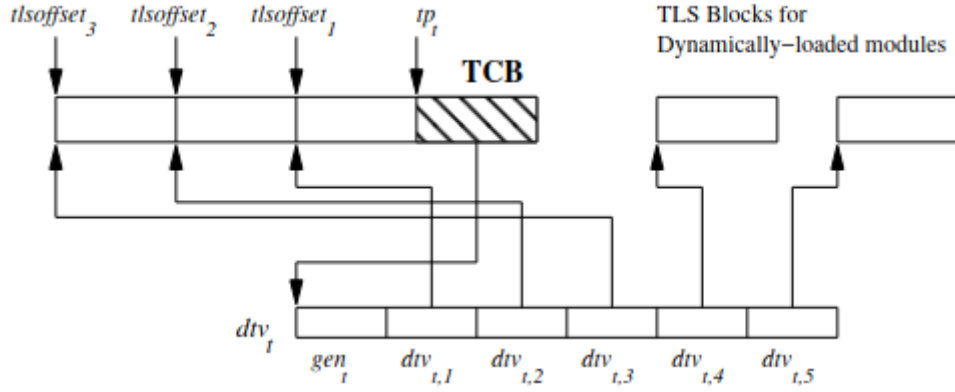 tlsoffset₃ tlsoffset₂ tlsoffset₁ tpₜ TLS Blocks for
Dynamically−loaded modules
TCB
dtvₜ
genₜ dtvₜ,₁ dtvₜ,₂ dtvₜ,₃ dtvₜ,₄ dtvₜ,₅